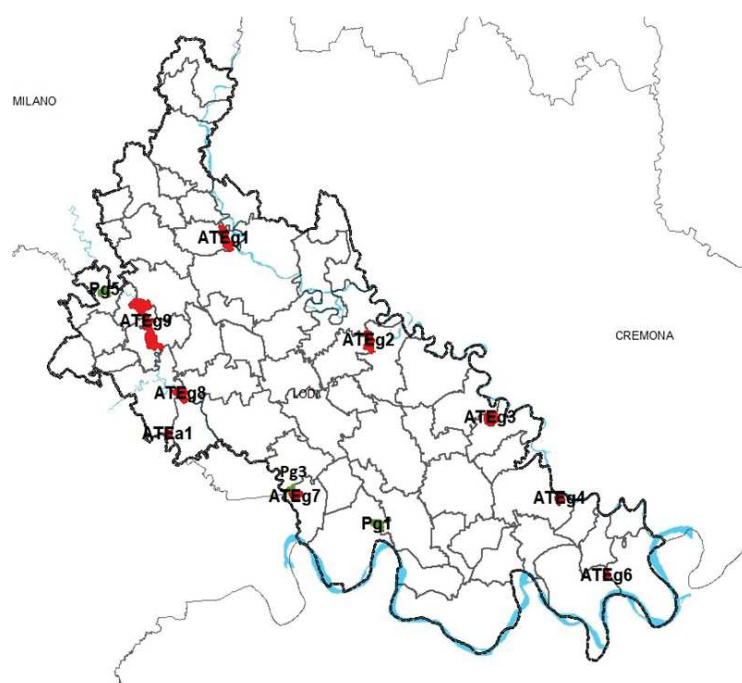 MILANO
ATEg1
Pg5
ATEg9
CREMONA
ATEg2
ATEg8
LODI
ATEg3
ATEa1
Pg3
ATEg7
ATEg4
Pg1
ATEg6